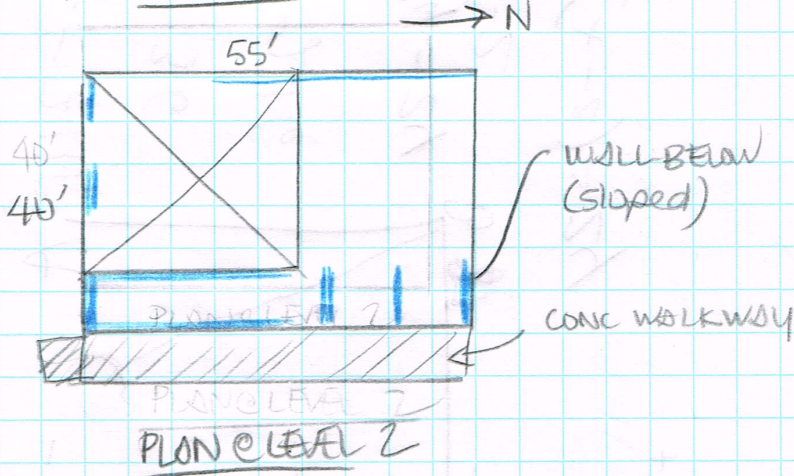 N
55'
40'
40'
WALL BELOW
(Sloped)
PLAN @ LEVEL 2
CONC WALKWAY
PLAN @ LEVEL 2
PLAN @ LEVEL 2